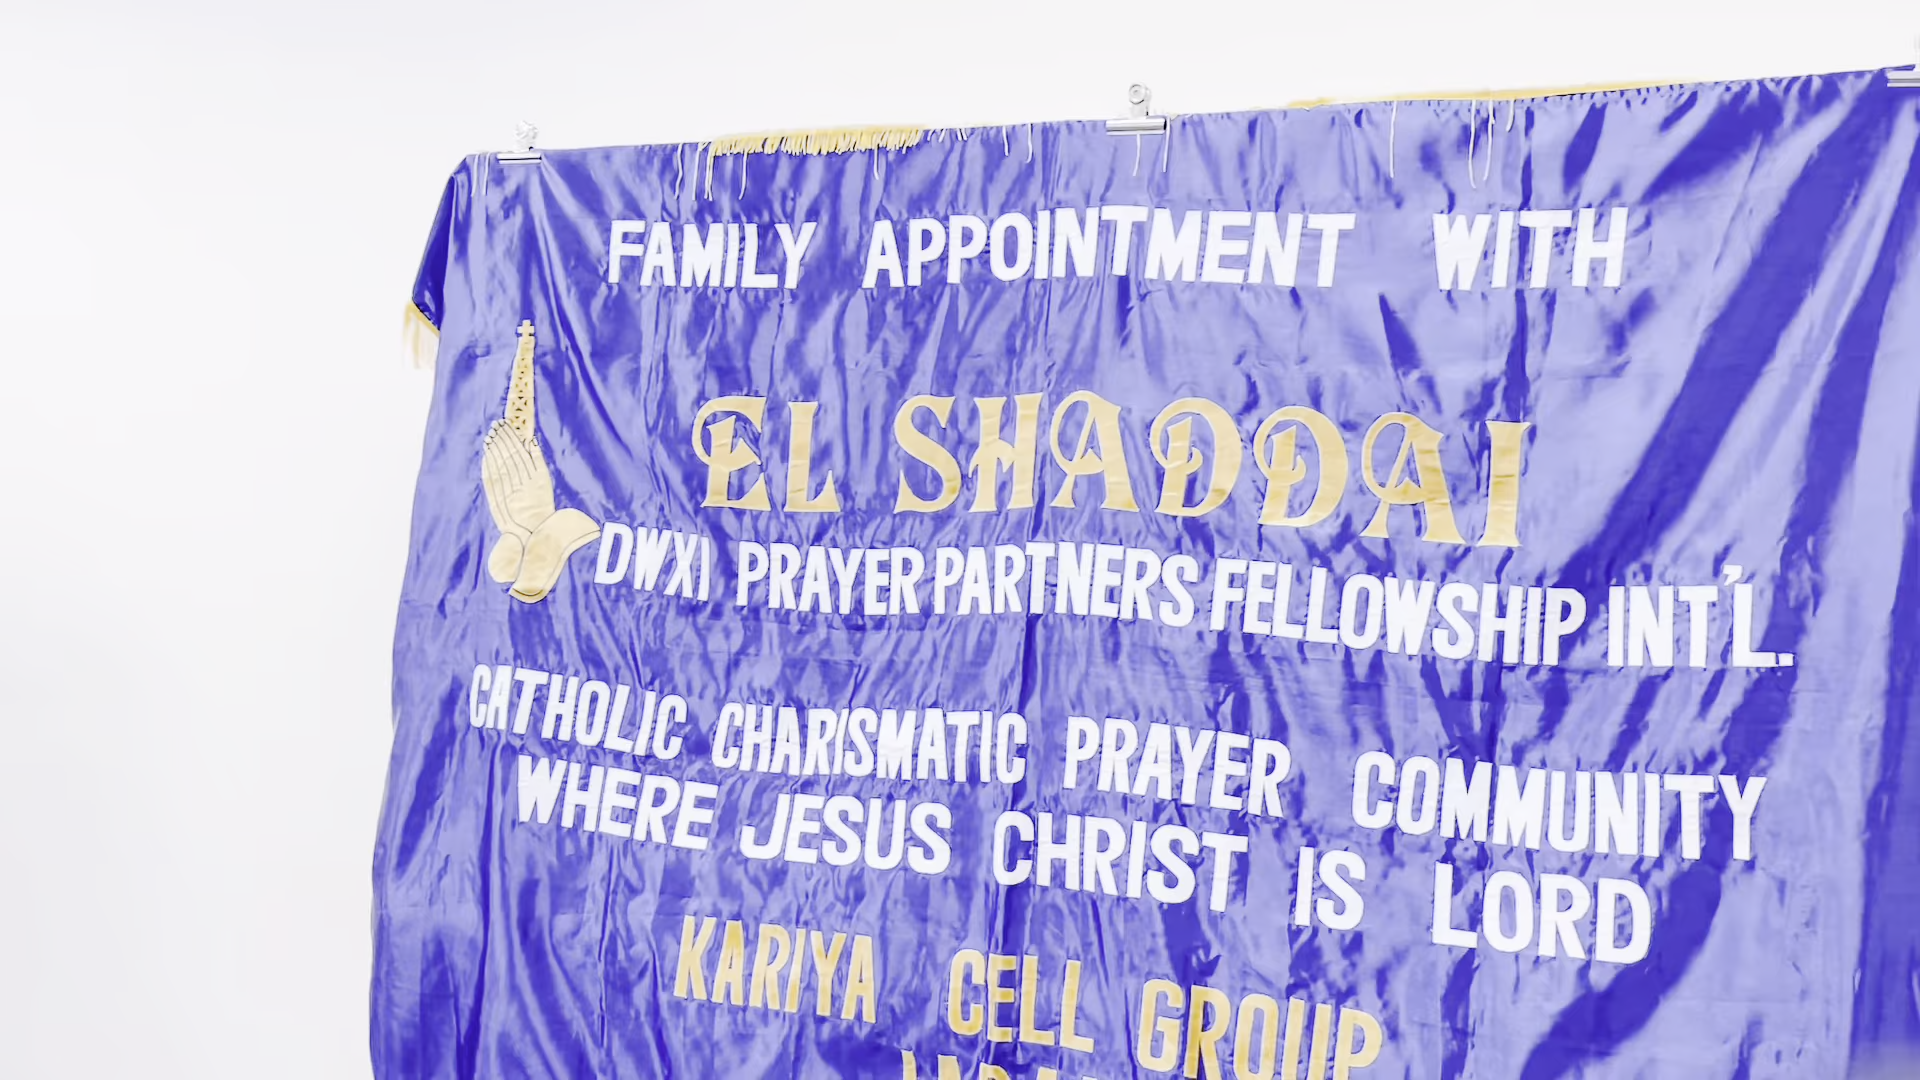 FAMILY APPOINTMENT WITH
EL SHADDAI
DWXI PRAYER PARTNERS FELLOWSHIP INT'L.
CATHOLIC CHARISMATIC PRAYER COMMUNITY
WHERE JESUS CHRIST IS LORD
KARIYA CELL GROUP